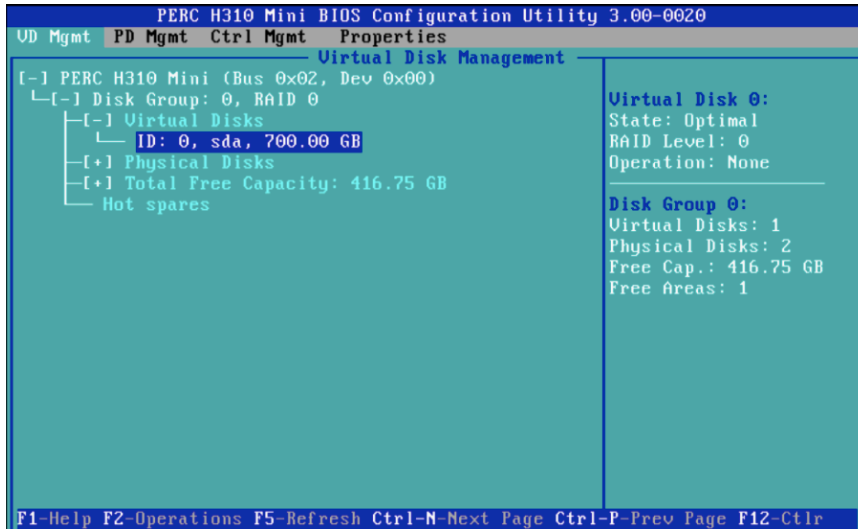 PERC H310 Mini BIOS Configuration Utility 3.00-0020
VD Mgmt PD Mgmt Ctrl Mgmt Properties
Virtual Disk Management
[-] PERC H310 Mini (Bus 0x02, Dev 0x00)
[-] Disk Group: 0, RAID 0
[-] Virtual Disks
ID: 0, sda, 700.00 GB
[+] Physical Disks
[+] Total Free Capacity: 416.75 GB
Hot spares
Virtual Disk 0:
State: Optimal
RAID Level: 0
Operation: None
Disk Group 0:
Virtual Disks: 1
Physical Disks: 2
Free Cap.: 416.75 GB
Free Areas: 1
F1-Help F2-Operations F5-Refresh Ctrl-N-Next Page Ctrl-P-Prev Page F12-Ctlr